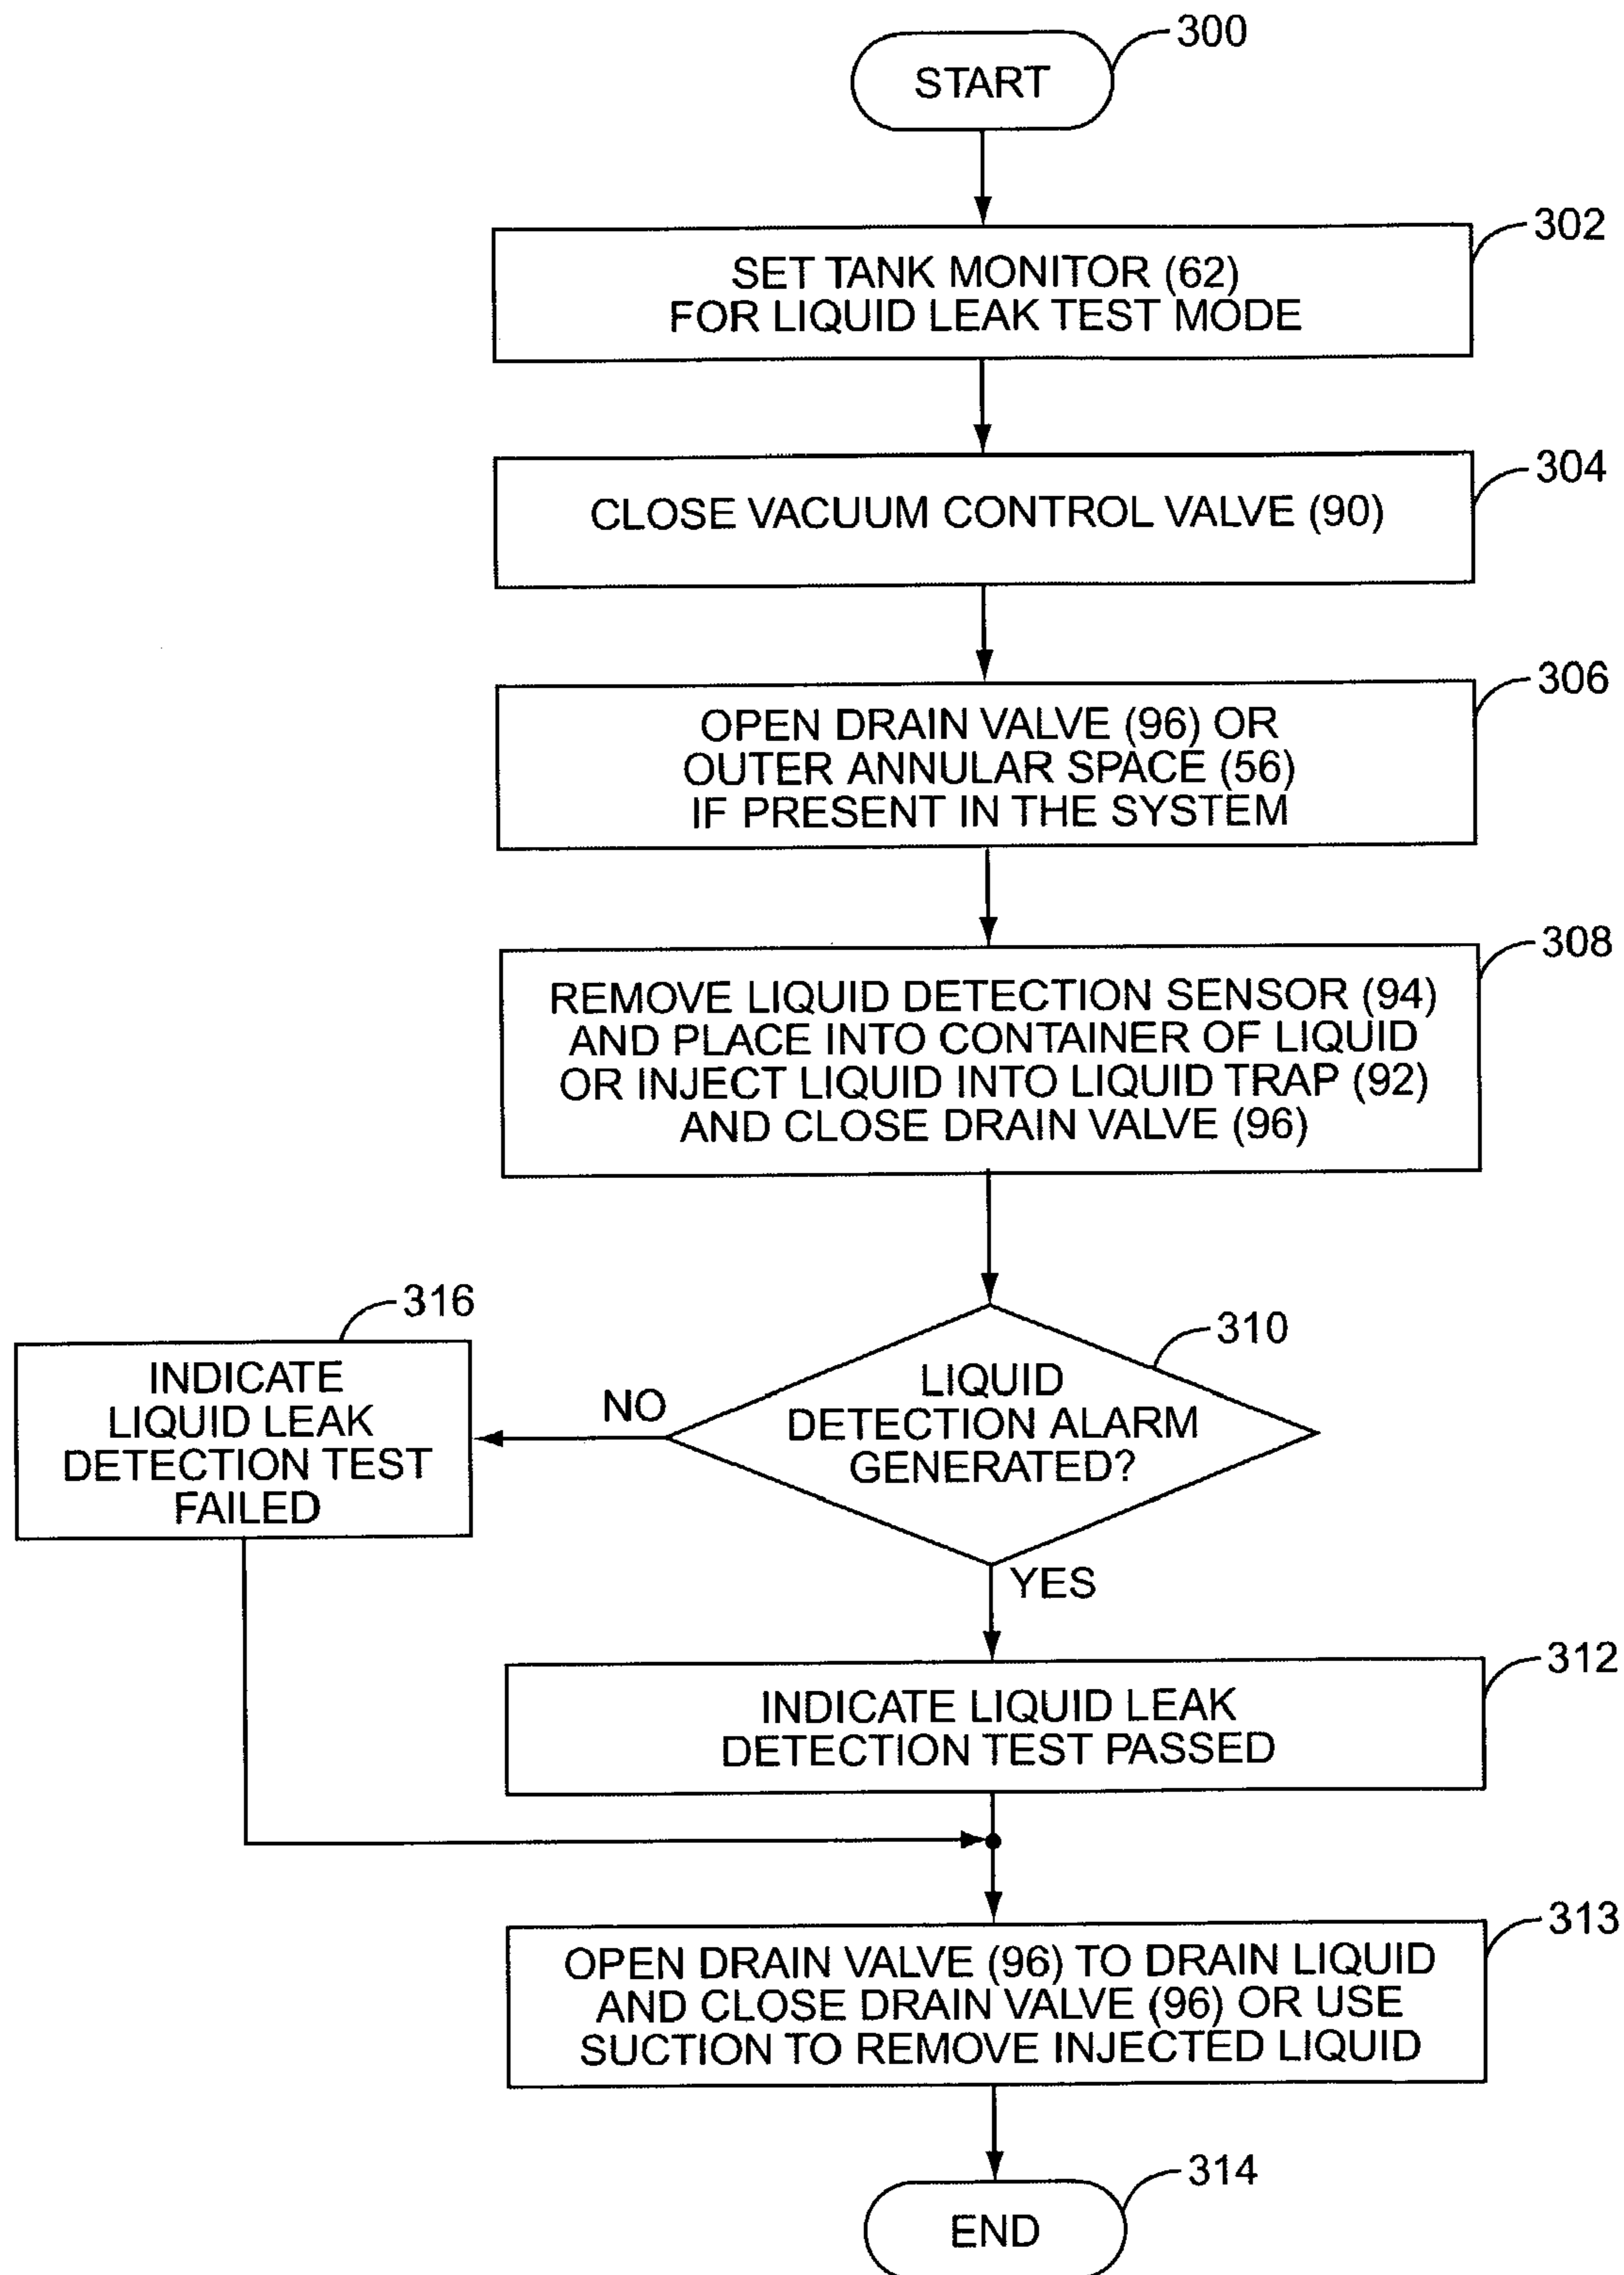 300
START
302
SET TANK MONITOR (62)
FOR LIQUID LEAK TEST MODE
304
CLOSE VACUUM CONTROL VALVE (90)
306
OPEN DRAIN VALVE (96) OR
OUTER ANNULAR SPACE (56)
IF PRESENT IN THE SYSTEM
308
REMOVE LIQUID DETECTION SENSOR (94)
AND PLACE INTO CONTAINER OF LIQUID
OR INJECT LIQUID INTO LIQUID TRAP (92)
AND CLOSE DRAIN VALVE (96)
316
INDICATE
LIQUID LEAK
DETECTION TEST
FAILED
NO
310
LIQUID
DETECTION ALARM
GENERATED?
YES
312
INDICATE LIQUID LEAK
DETECTION TEST PASSED
313
OPEN DRAIN VALVE (96) TO DRAIN LIQUID
AND CLOSE DRAIN VALVE (96) OR USE
SUCTION TO REMOVE INJECTED LIQUID
314
END